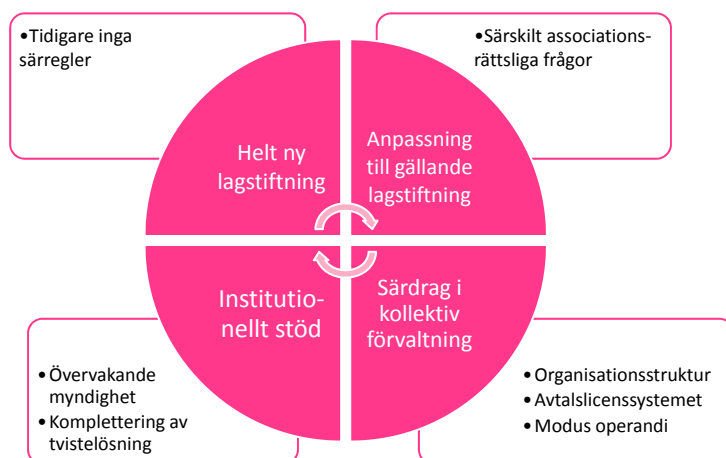 •Tidigare inga
särregler
•Särskilt associations-
rättsliga frågor
Helt ny
lagstiftning
Anpassning
till gällande
lagstiftning
Institutio-
nellt stöd
Särdrag i
kollektiv
förvaltning
•Övervakande
myndighet
•Komplettering av
tvistelösning
•Organisationsstruktur
•Avtalslicenssystemet
•Modus operandi